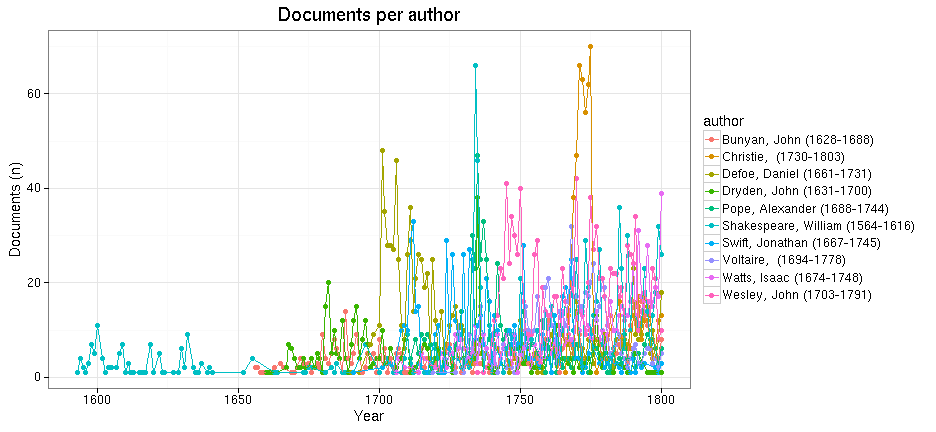 Documents per author
60
40
20
0
Documents (n)
1600
1650
1700
1750
1800
Year
author
Bunyan, John (1628-1688)
Christie,  (1730-1803)
Defoe, Daniel (1661-1731)
Dryden, John (1631-1700)
Pope, Alexander (1688-1744)
Shakespeare, William (1564-1616)
Swift, Jonathan (1667-1745)
Voltaire,  (1694-1778)
Watts, Isaac (1674-1748)
Wesley, John (1703-1791)